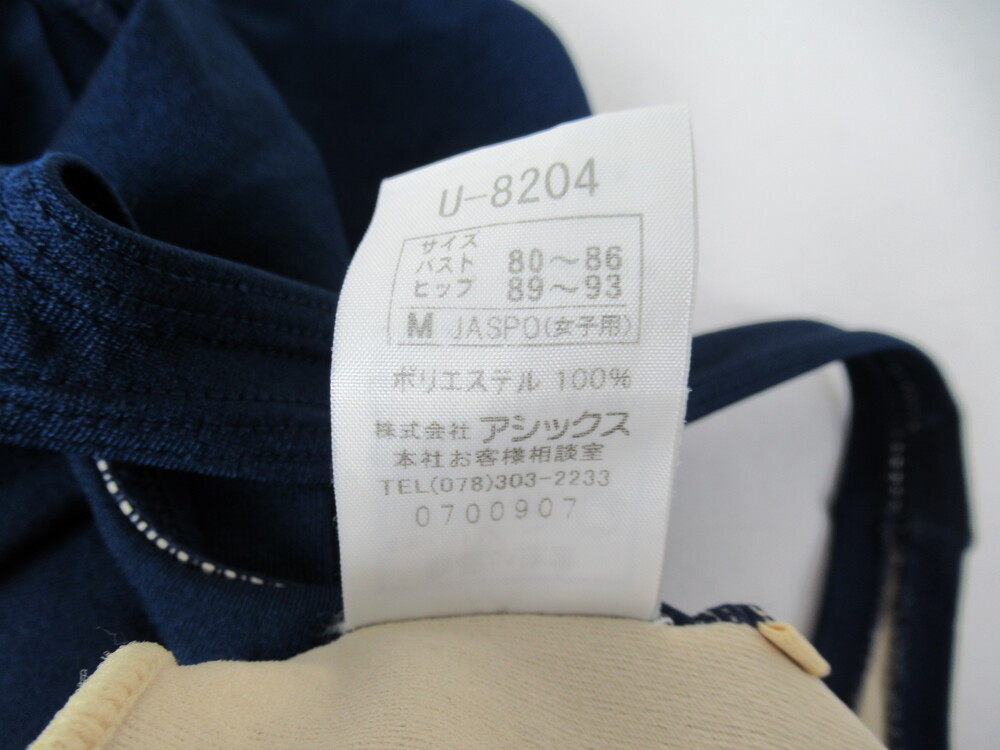 U-8204
サイズ
バスト 80〜86
ヒップ 89〜93
M JASPO(女子用)
ポリエステル 100%
株式会社 アシックス
本社お客様相談室
TEL(078)303-2233
0700907